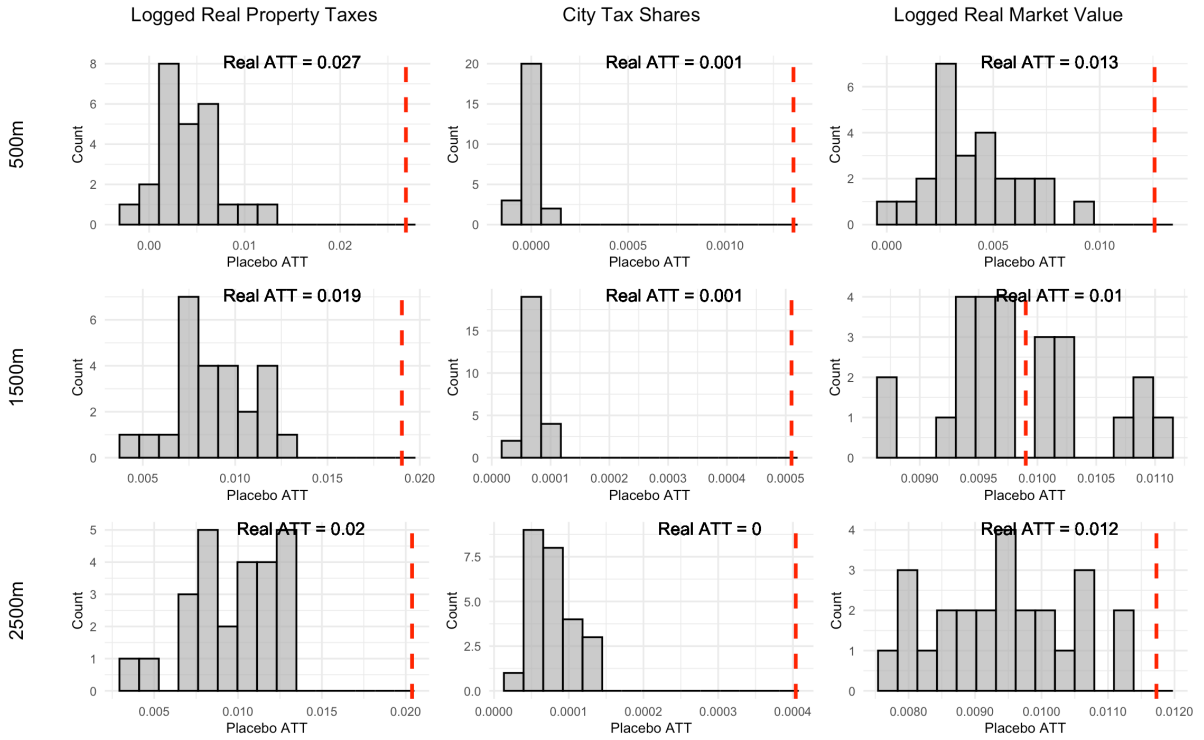 Logged Real Property Taxes
City Tax Shares
Logged Real Market Value
500m
Real ATT = 0.027
Count
8
6
4
2
0
0.00 0.01 0.02
Placebo ATT
Real ATT = 0.001
Count
20
15
10
5
0
0.0000 0.0005 0.0010
Placebo ATT
Real ATT = 0.013
Count
6
4
2
0
0.000 0.005 0.010
Placebo ATT
1500m
Real ATT = 0.019
Count
6
4
2
0
0.005 0.010 0.015 0.020
Placebo ATT
Real ATT = 0.001
Count
15
10
5
0
0.0000 0.0001 0.0002 0.0003 0.0004 0.0005
Placebo ATT
Real ATT = 0.01
Count
4
3
2
1
0
0.0090 0.0095 0.0100 0.0105 0.0110
Placebo ATT
2500m
Real ATT = 0.02
Count
5
4
3
2
1
0
0.005 0.010 0.015 0.020
Placebo ATT
Real ATT = 0
Count
7.5
5.0
2.5
0.0
0.0000 0.0001 0.0002 0.0003 0.0004
Placebo ATT
Real ATT = 0.012
Count
4
3
2
1
0
0.0080 0.0090 0.0100 0.0110 0.0120
Placebo ATT